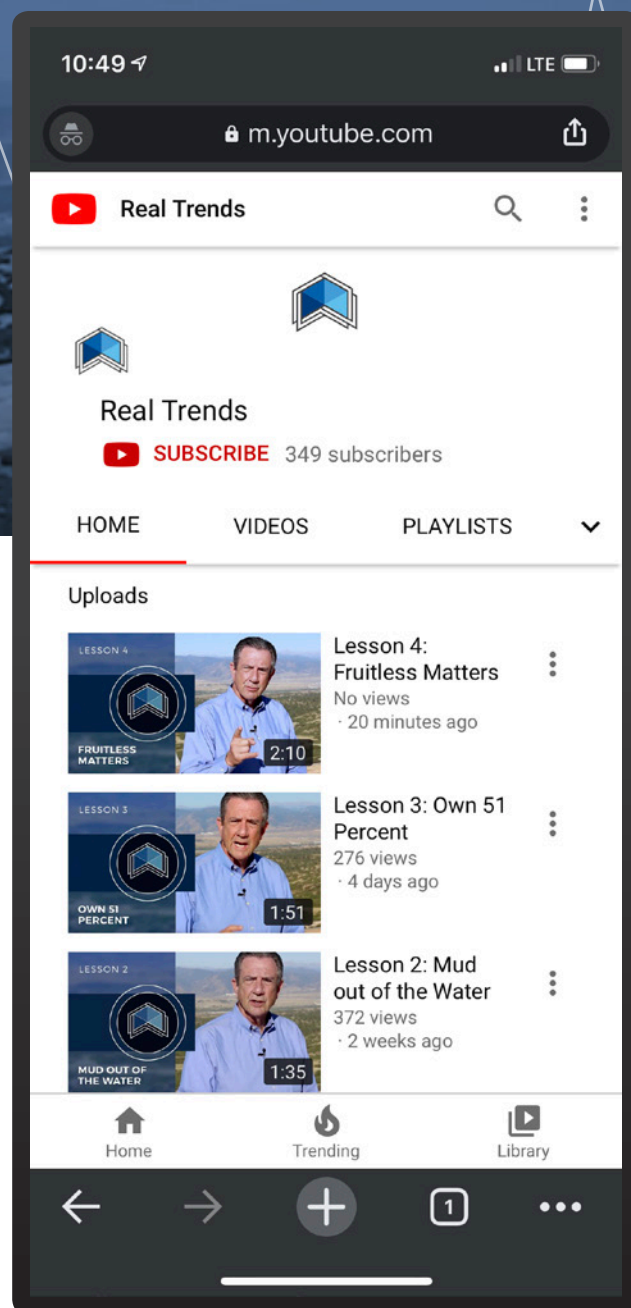 10:49
LTE
m.youtube.com
Real Trends
Real Trends
SUBSCRIBE 349 subscribers
HOME VIDEOS PLAYLISTS
Uploads
LESSON 4
FRUITLESS
MATTERS
2:10
Lesson 4:
Fruitless Matters
No views
· 20 minutes ago
LESSON 3
OWN 51
PERCENT
1:51
Lesson 3: Own 51
Percent
276 views
· 4 days ago
LESSON 2
MUD OUT OF
THE WATER
1:35
Lesson 2: Mud
out of the Water
372 views
· 2 weeks ago
Home Trending Library
1